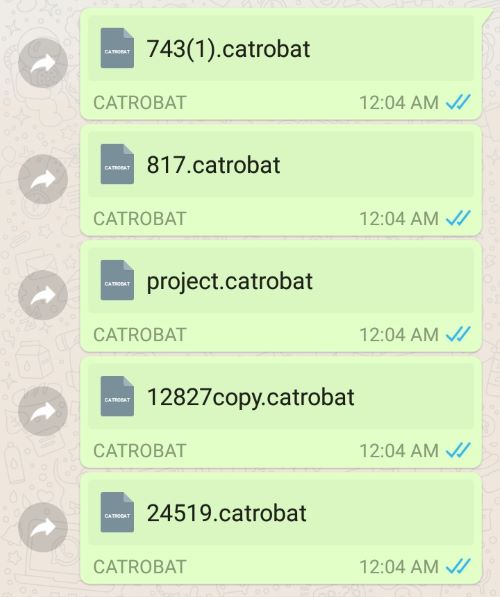 CATROBAT 743(1).catrobat
CATROBAT 12:04 AM
CATROBAT 817.catrobat
CATROBAT 12:04 AM
CATROBAT project.catrobat
CATROBAT 12:04 AM
CATROBAT 12827copy.catrobat
CATROBAT 12:04 AM
CATROBAT 24519.catrobat
CATROBAT 12:04 AM